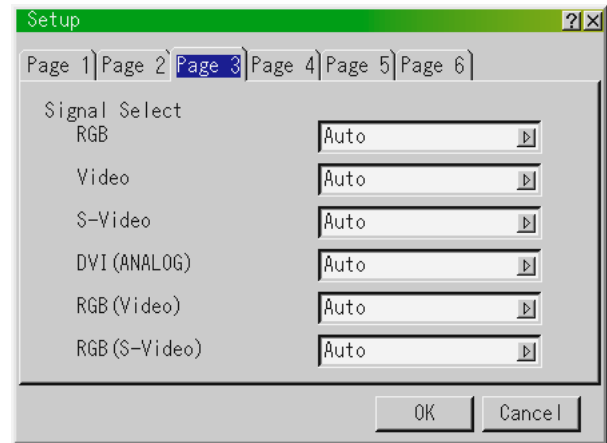 Setup
Page 1 Page 2 Page 3 Page 4 Page 5 Page 6
Signal Select
RGB Auto
Video Auto
S-Video Auto
DVI(ANALOG) Auto
RGB(Video) Auto
RGB(S-Video) Auto
OK Cancel